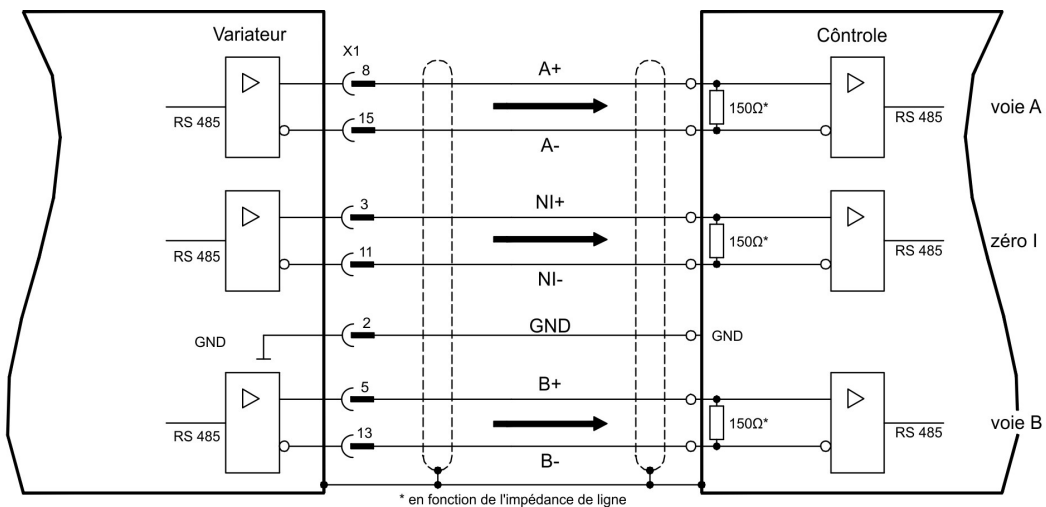 Variateur
Côntrole
X1
8
A+
150Ω*
RS 485
RS 485
voie A
15
A-
3
NI+
150Ω*
RS 485
RS 485
zéro I
11
NI-
2
GND
GND
GND
5
B+
150Ω*
RS 485
RS 485
voie B
13
B-
* en fonction de l'impédance de ligne